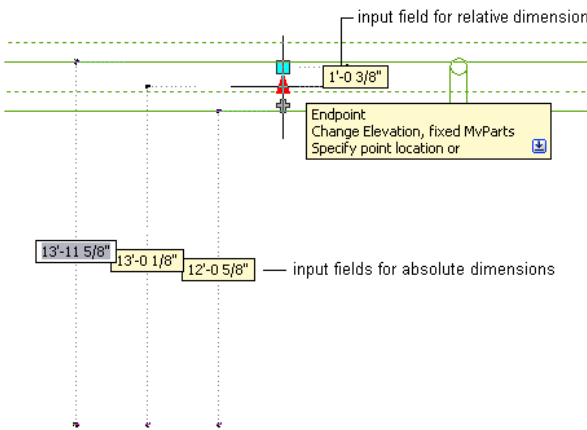 input field for relative dimension
1'-0 3/8"
Endpoint
Change Elevation, fixed MvParts
Specify point location or
13'-11 5/8"
13'-0 1/8"
12'-0 5/8"
input fields for absolute dimensions